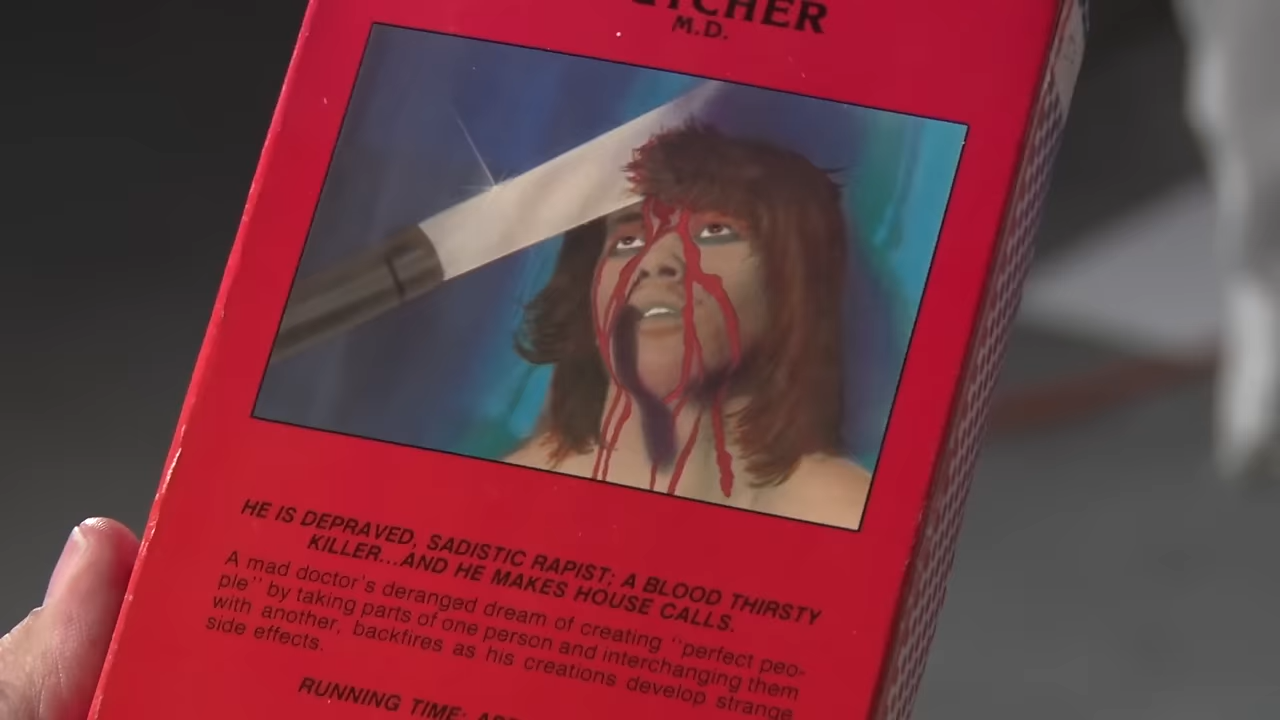 M.D.
HE IS DEPRAVED, SADISTIC RAPIST; A BLOOD THIRSTY
KILLER...AND HE MAKES HOUSE CALLS.
A mad doctor's deranged dream of creating "perfect peo-
ple" by taking parts of one person and interchanging them
with another, backfires as his creations develop strange
side effects.
RUNNING TIME: